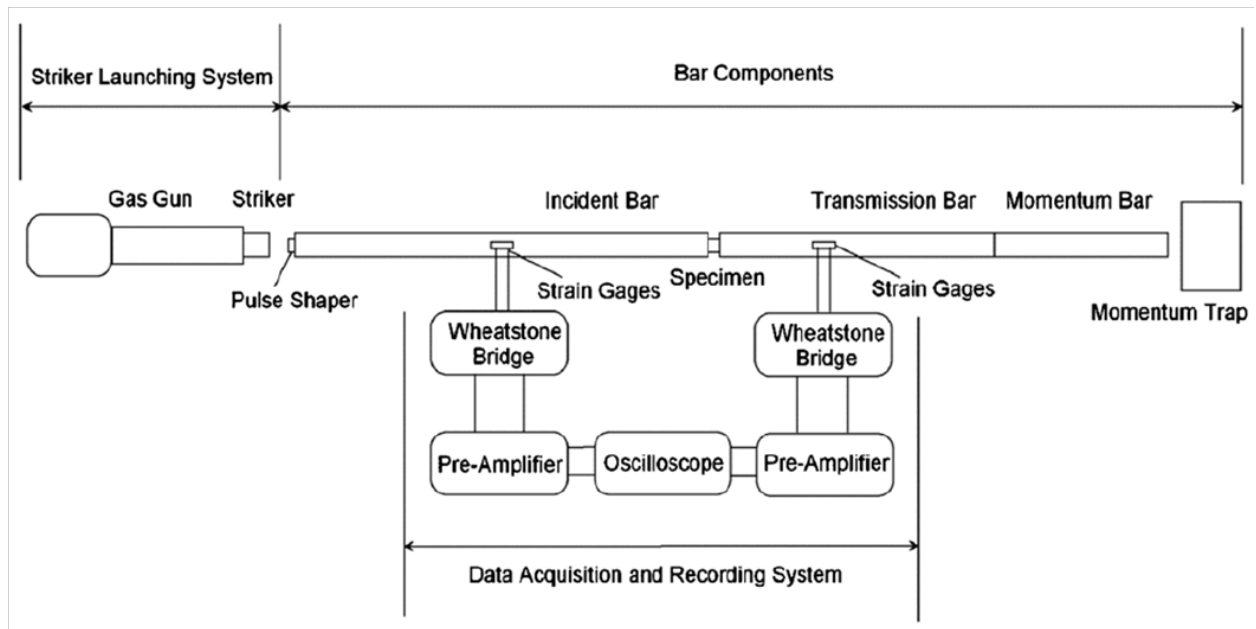 Striker Launching System
Bar Components
Gas Gun
Striker
Incident Bar
Transmission Bar
Momentum Bar
Pulse Shaper
Strain Gages
Specimen
Strain Gages
Momentum Trap
Wheatstone
Bridge
Wheatstone
Bridge
Pre-Amplifier
Oscilloscope
Pre-Amplifier
Data Acquisition and Recording System